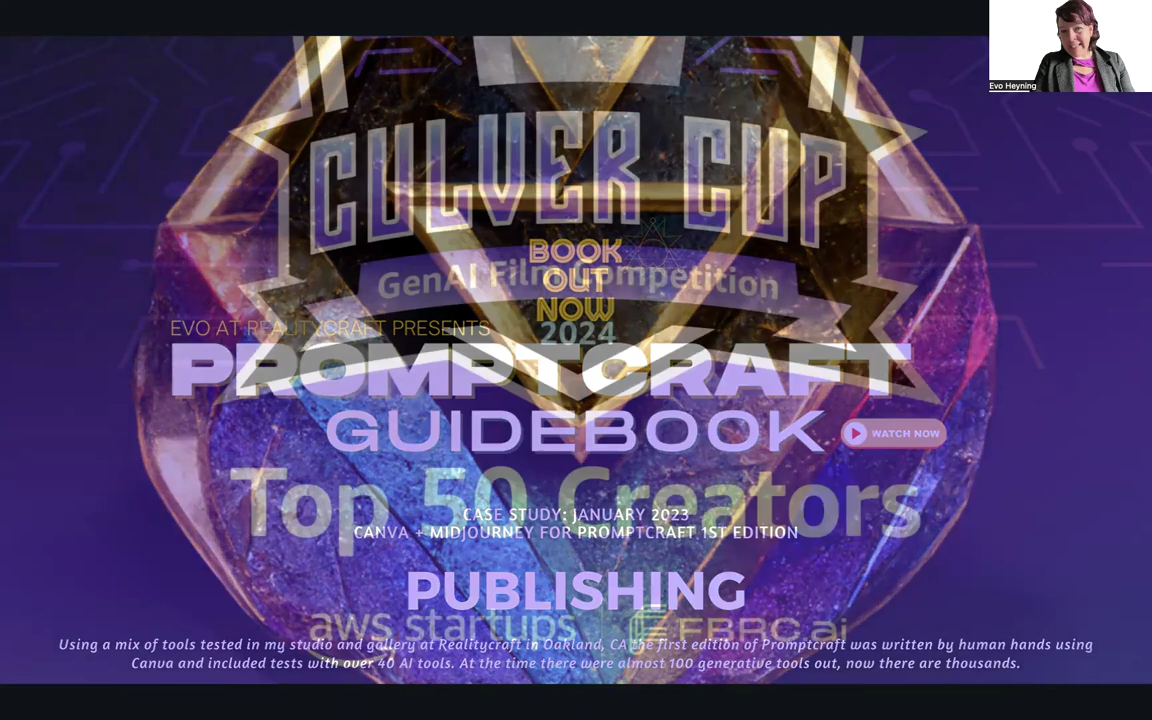 Evo Heyning
CULVER CUP
GenAI Film Competition
BOOK
OUT
NOW
2024
EVO AT REALITYCRAFT PRESENTS
PROMPTCRAFT
GUIDEBOOK
WATCH NOW
Top 50 Creators
CASE STUDY: JANUARY 2023
CANVA + MIDJOURNEY FOR PROMPTCRAFT 1ST EDITION
PUBLISHING
aws startups FBRC.ai
Using a mix of tools tested in my studio and gallery at Realitycraft in Oakland, CA the first edition of Promptcraft was written by human hands using
Canva and included tests with over 40 AI tools. At the time there were almost 100 generative tools out, now there are thousands.